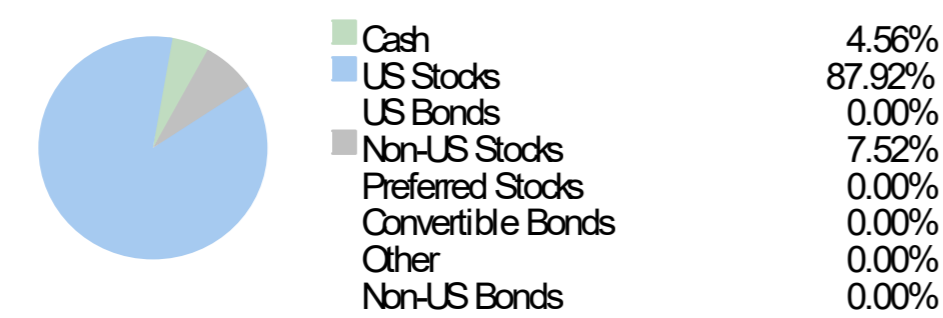 Cash 4.56%
US Stocks 87.92%
US Bonds 0.00%
Non-US Stocks 7.52%
Preferred Stocks 0.00%
Convertible Bonds 0.00%
Other 0.00%
Non-US Bonds 0.00%